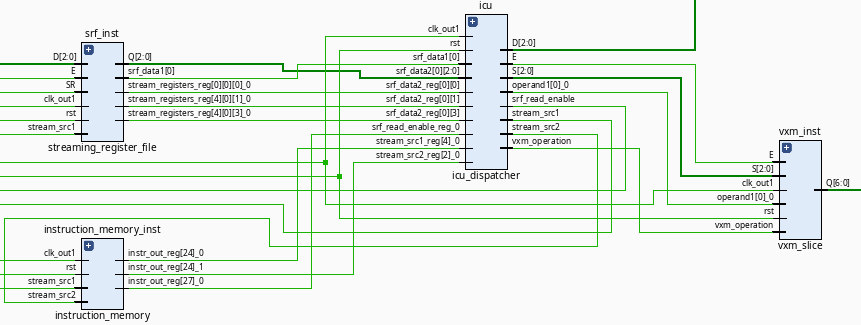 srf_inst
D[2:0]
E
SR
clk_out1
rst
stream_src1
Q[2:0]
srf_data1[0]
stream_registers_reg[0][0][0]_0
stream_registers_reg[4][0][1]_0
stream_registers_reg[4][0][3]_0
streaming_register_file
instruction_memory_inst
clk_out1
rst
stream_src1
stream_src2
instr_out_reg[24]_0
instr_out_reg[24]_1
instr_out_reg[27]_0
instruction_memory
icu
clk_out1
rst
srf_data1[0]
srf_data2[0][2:0]
srf_data2_reg[0][0]
srf_data2_reg[0][1]
srf_data2_reg[0][3]
srf_read_enable_reg_0
stream_src1_reg[4]_0
stream_src2_reg[2]_0
D[2:0]
E
S[2:0]
operand1[0]_0
srf_read_enable
stream_src1
stream_src2
vxm_operation
icu_dispatcher
vxm_inst
E
S[2:0]
clk_out1
operand1[0]_0
rst
vxm_operation
Q[6:0]
vxm_slice